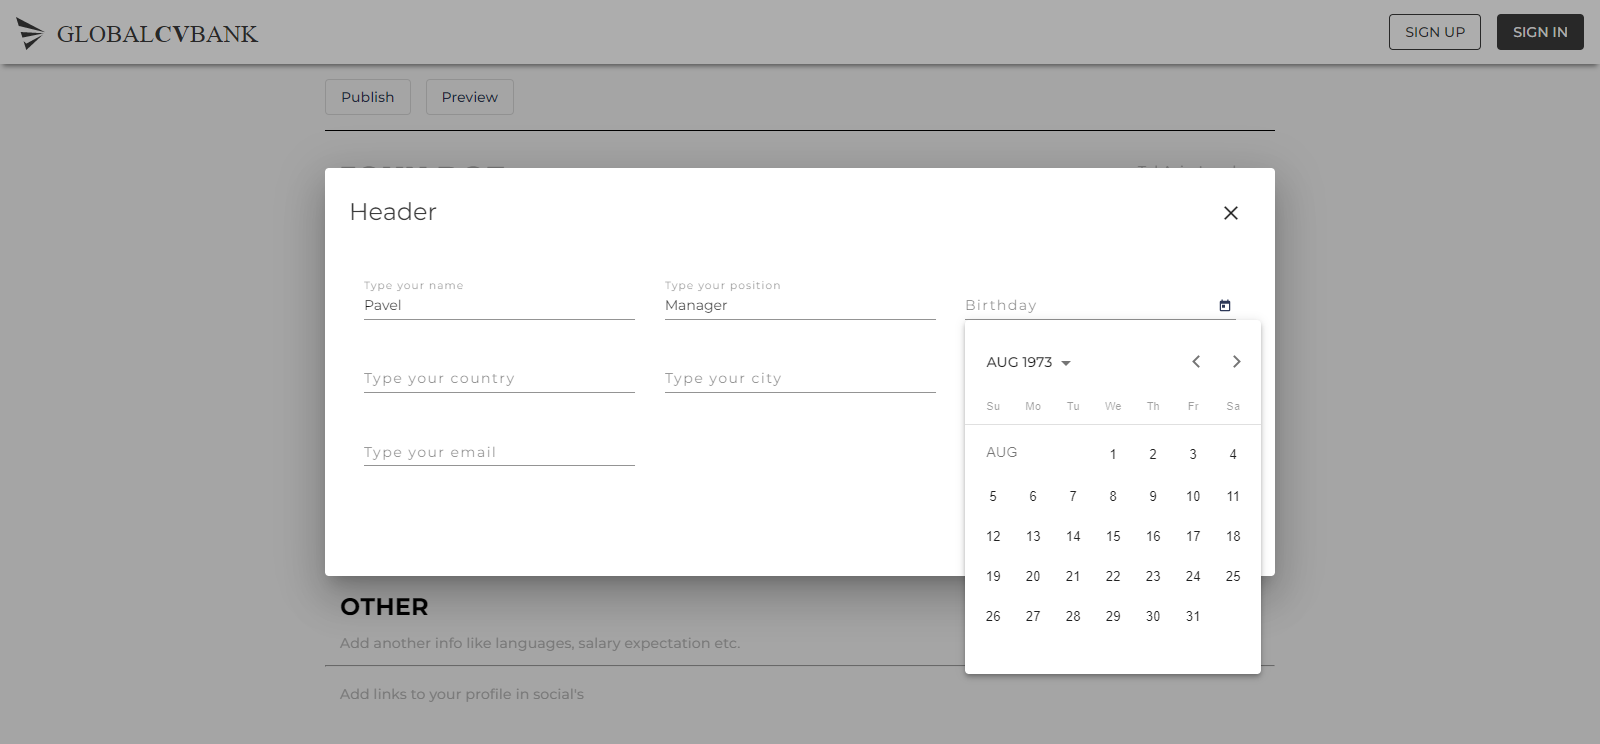 GLOBALCVBANK
SIGN UP
SIGN IN
Publish
Preview
Header
Type your name
Pavel
Type your position
Manager
Birthday
Type your country
Type your city
Type your email
AUG 1973
Su Mo Tu We Th Fr Sa
AUG 1 2 3 4
5 6 7 8 9 10 11
12 13 14 15 16 17 18
19 20 21 22 23 24 25
26 27 28 29 30 31
OTHER
Add another info like languages, salary expectation etc.
Add links to your profile in social's